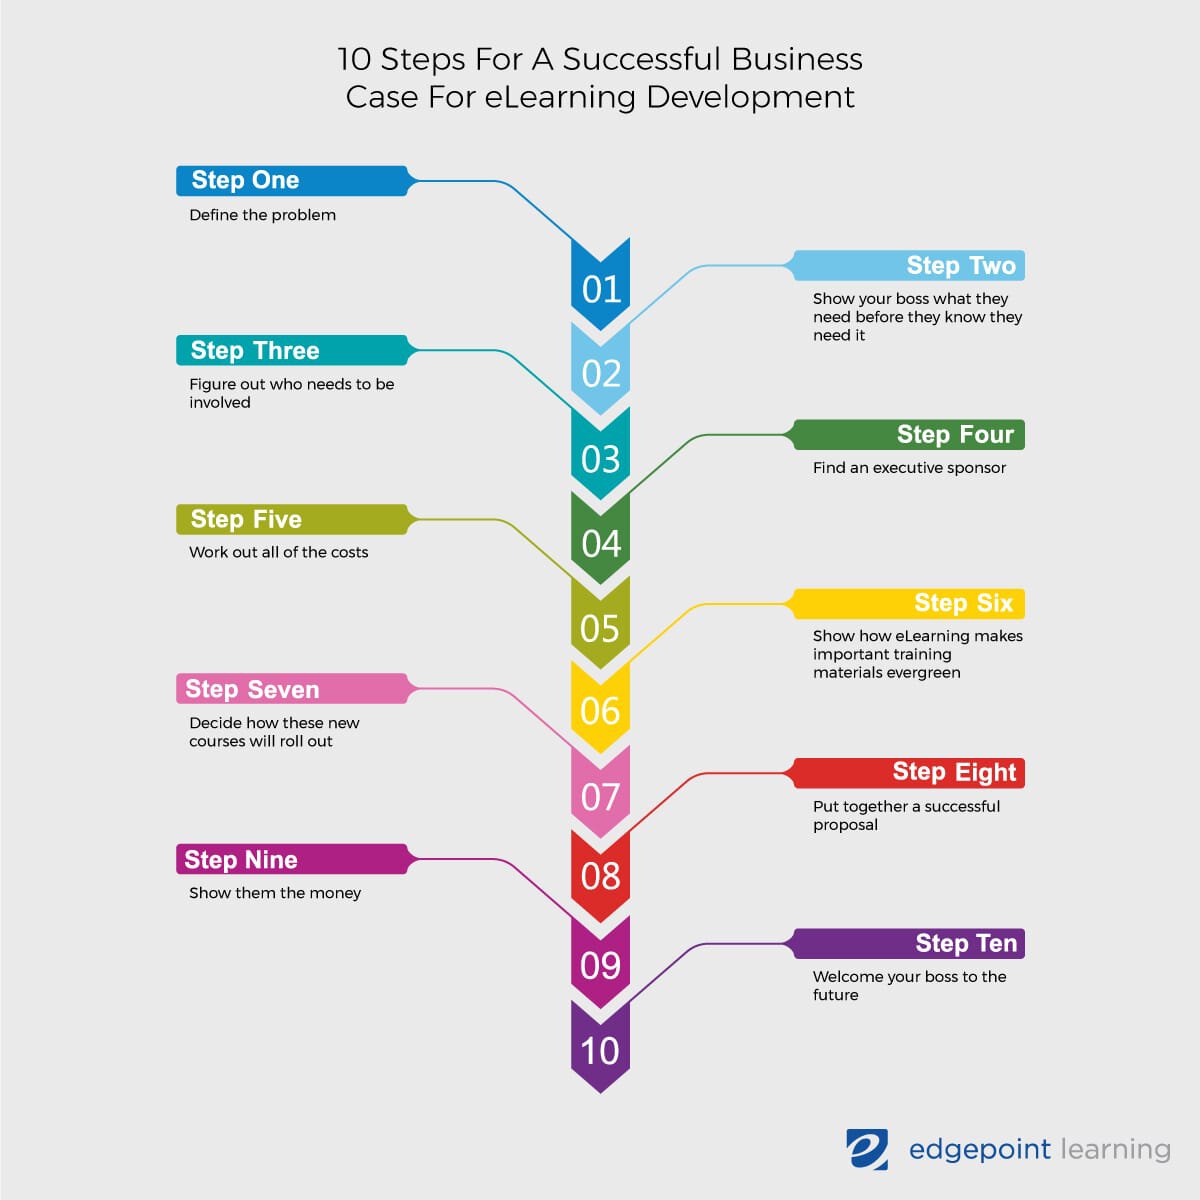 10 Steps For A Successful Business
Case For eLearning Development
Step One
Define the problem
01
Step Two
Show your boss what they
need before they know they
need it
02
Step Three
Figure out who needs to be
involved
03
Step Four
Find an executive sponsor
04
Step Five
Work out all of the costs
05
Step Six
Show how eLearning makes
important training
materials evergreen
06
Step Seven
Decide how these new
courses will roll out
07
Step Eight
Put together a successful
proposal
08
Step Nine
Show them the money
09
Step Ten
Welcome your boss to the
future
10
edgepoint learning